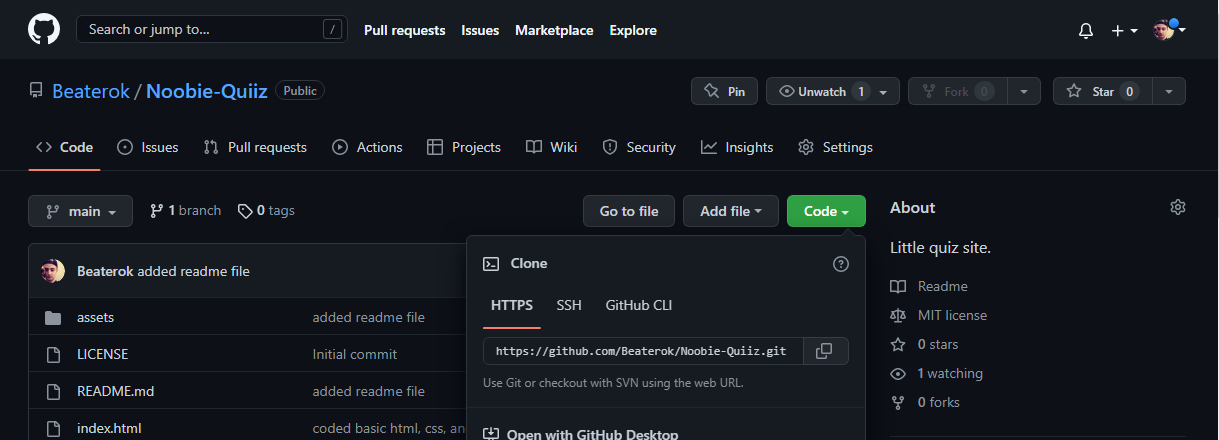 Search or jump to... /
Pull requests Issues Marketplace Explore
Beaterok / Noobie-Quiiz Public
Pin Unwatch 1 Fork 0 Star 0
Code Issues Pull requests Actions Projects Wiki Security Insights Settings
main 1 branch 0 tags Go to file Add file Code
Beaterok added readme file
assets added readme file
LICENSE Initial commit
README.md added readme file
index.html coded basic html, css, an
Clone
HTTPS SSH GitHub CLI
https://github.com/Beaterok/Noobie-Quiiz.git
Use Git or checkout with SVN using the web URL.
Open with GitHub Desktop
About
Little quiz site.
Readme
MIT license
0 stars
1 watching
0 forks